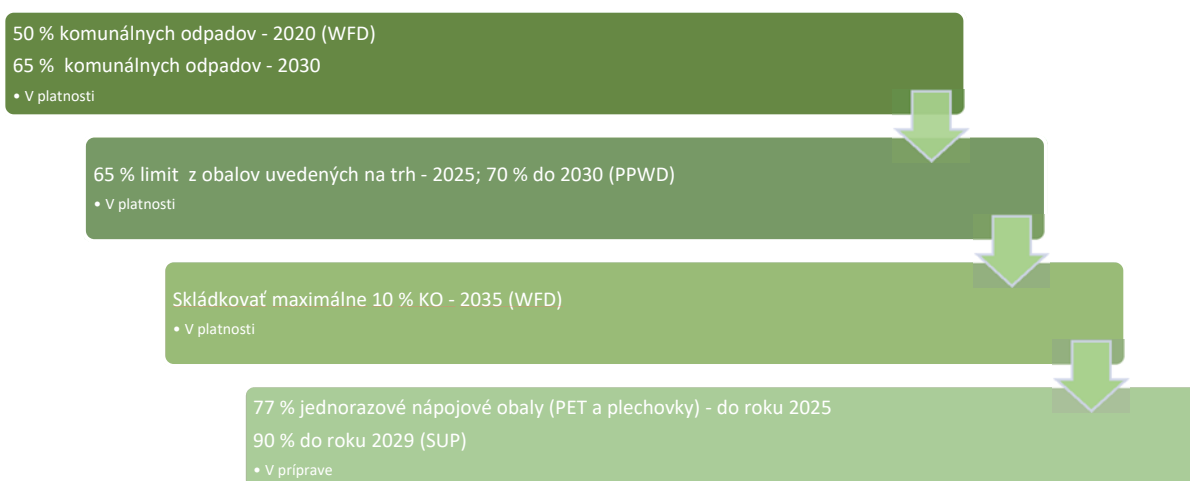 50 % komunálnych odpadov - 2020 (WFD)
65 % komunálnych odpadov - 2030
• V platnosti
65 % limit z obalov uvedených na trh - 2025; 70 % do 2030 (PPWD)
• V platnosti
Skládkovať maximálne 10 % KO - 2035 (WFD)
• V platnosti
77 % jednorazové nápojové obaly (PET a plechovky) - do roku 2025
90 % do roku 2029 (SUP)
• V príprave